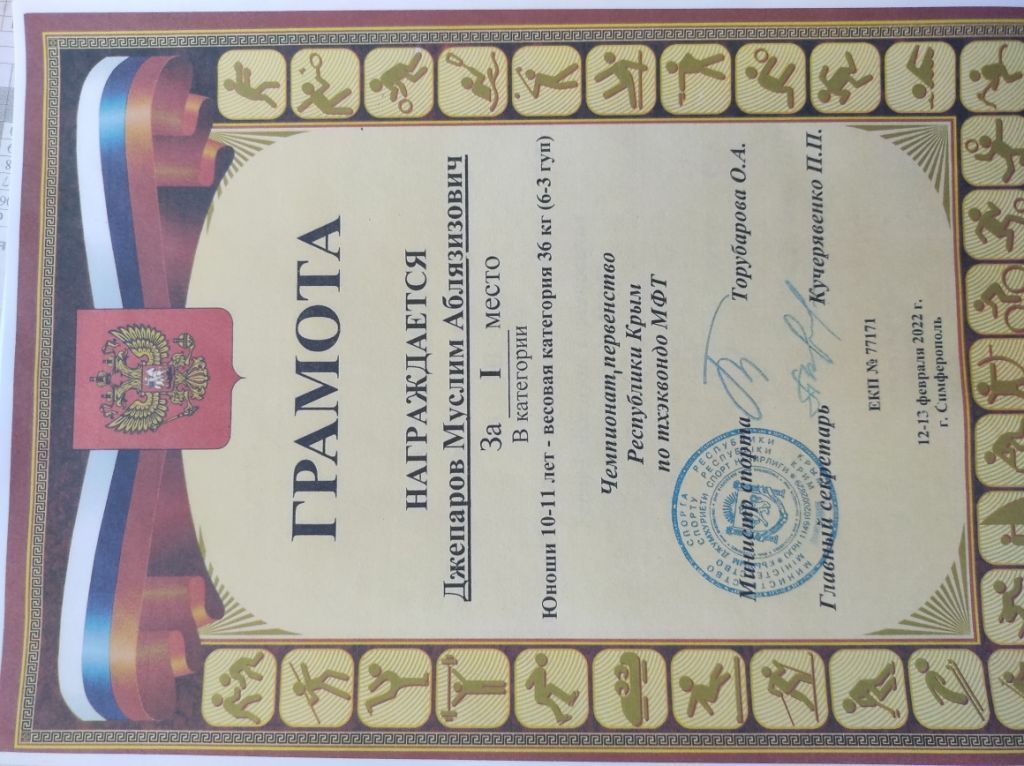 ГРАМОТА
НАГРАЖДАЕТСЯ
Джепаров Муслим Аблязизович
За I место
В категории
Юноши 10-11 лет - весовая категория 36 кг (6-3 гуп)
Чемпионат,первенство
Республики Крым
по тхэквондо МФТ
Министр спорта Торубарова О.А.
Главный секретарь Кучерявенко П.П.
ЕКП № 77171
12-13 февраля 2022 г.
г. Симферополь